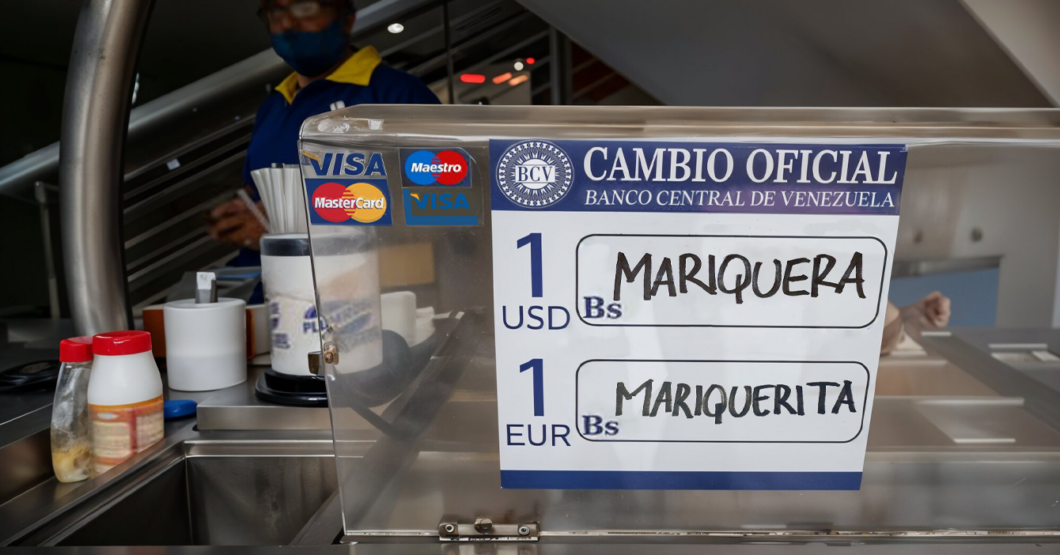 VISA
Maestro
MasterCard
VISA
BCV
CAMBIO OFICIAL
BANCO CENTRAL DE VENEZUELA
1
USD
Bs
MARIQUERA
1
EUR
Bs
MARIQUERITA